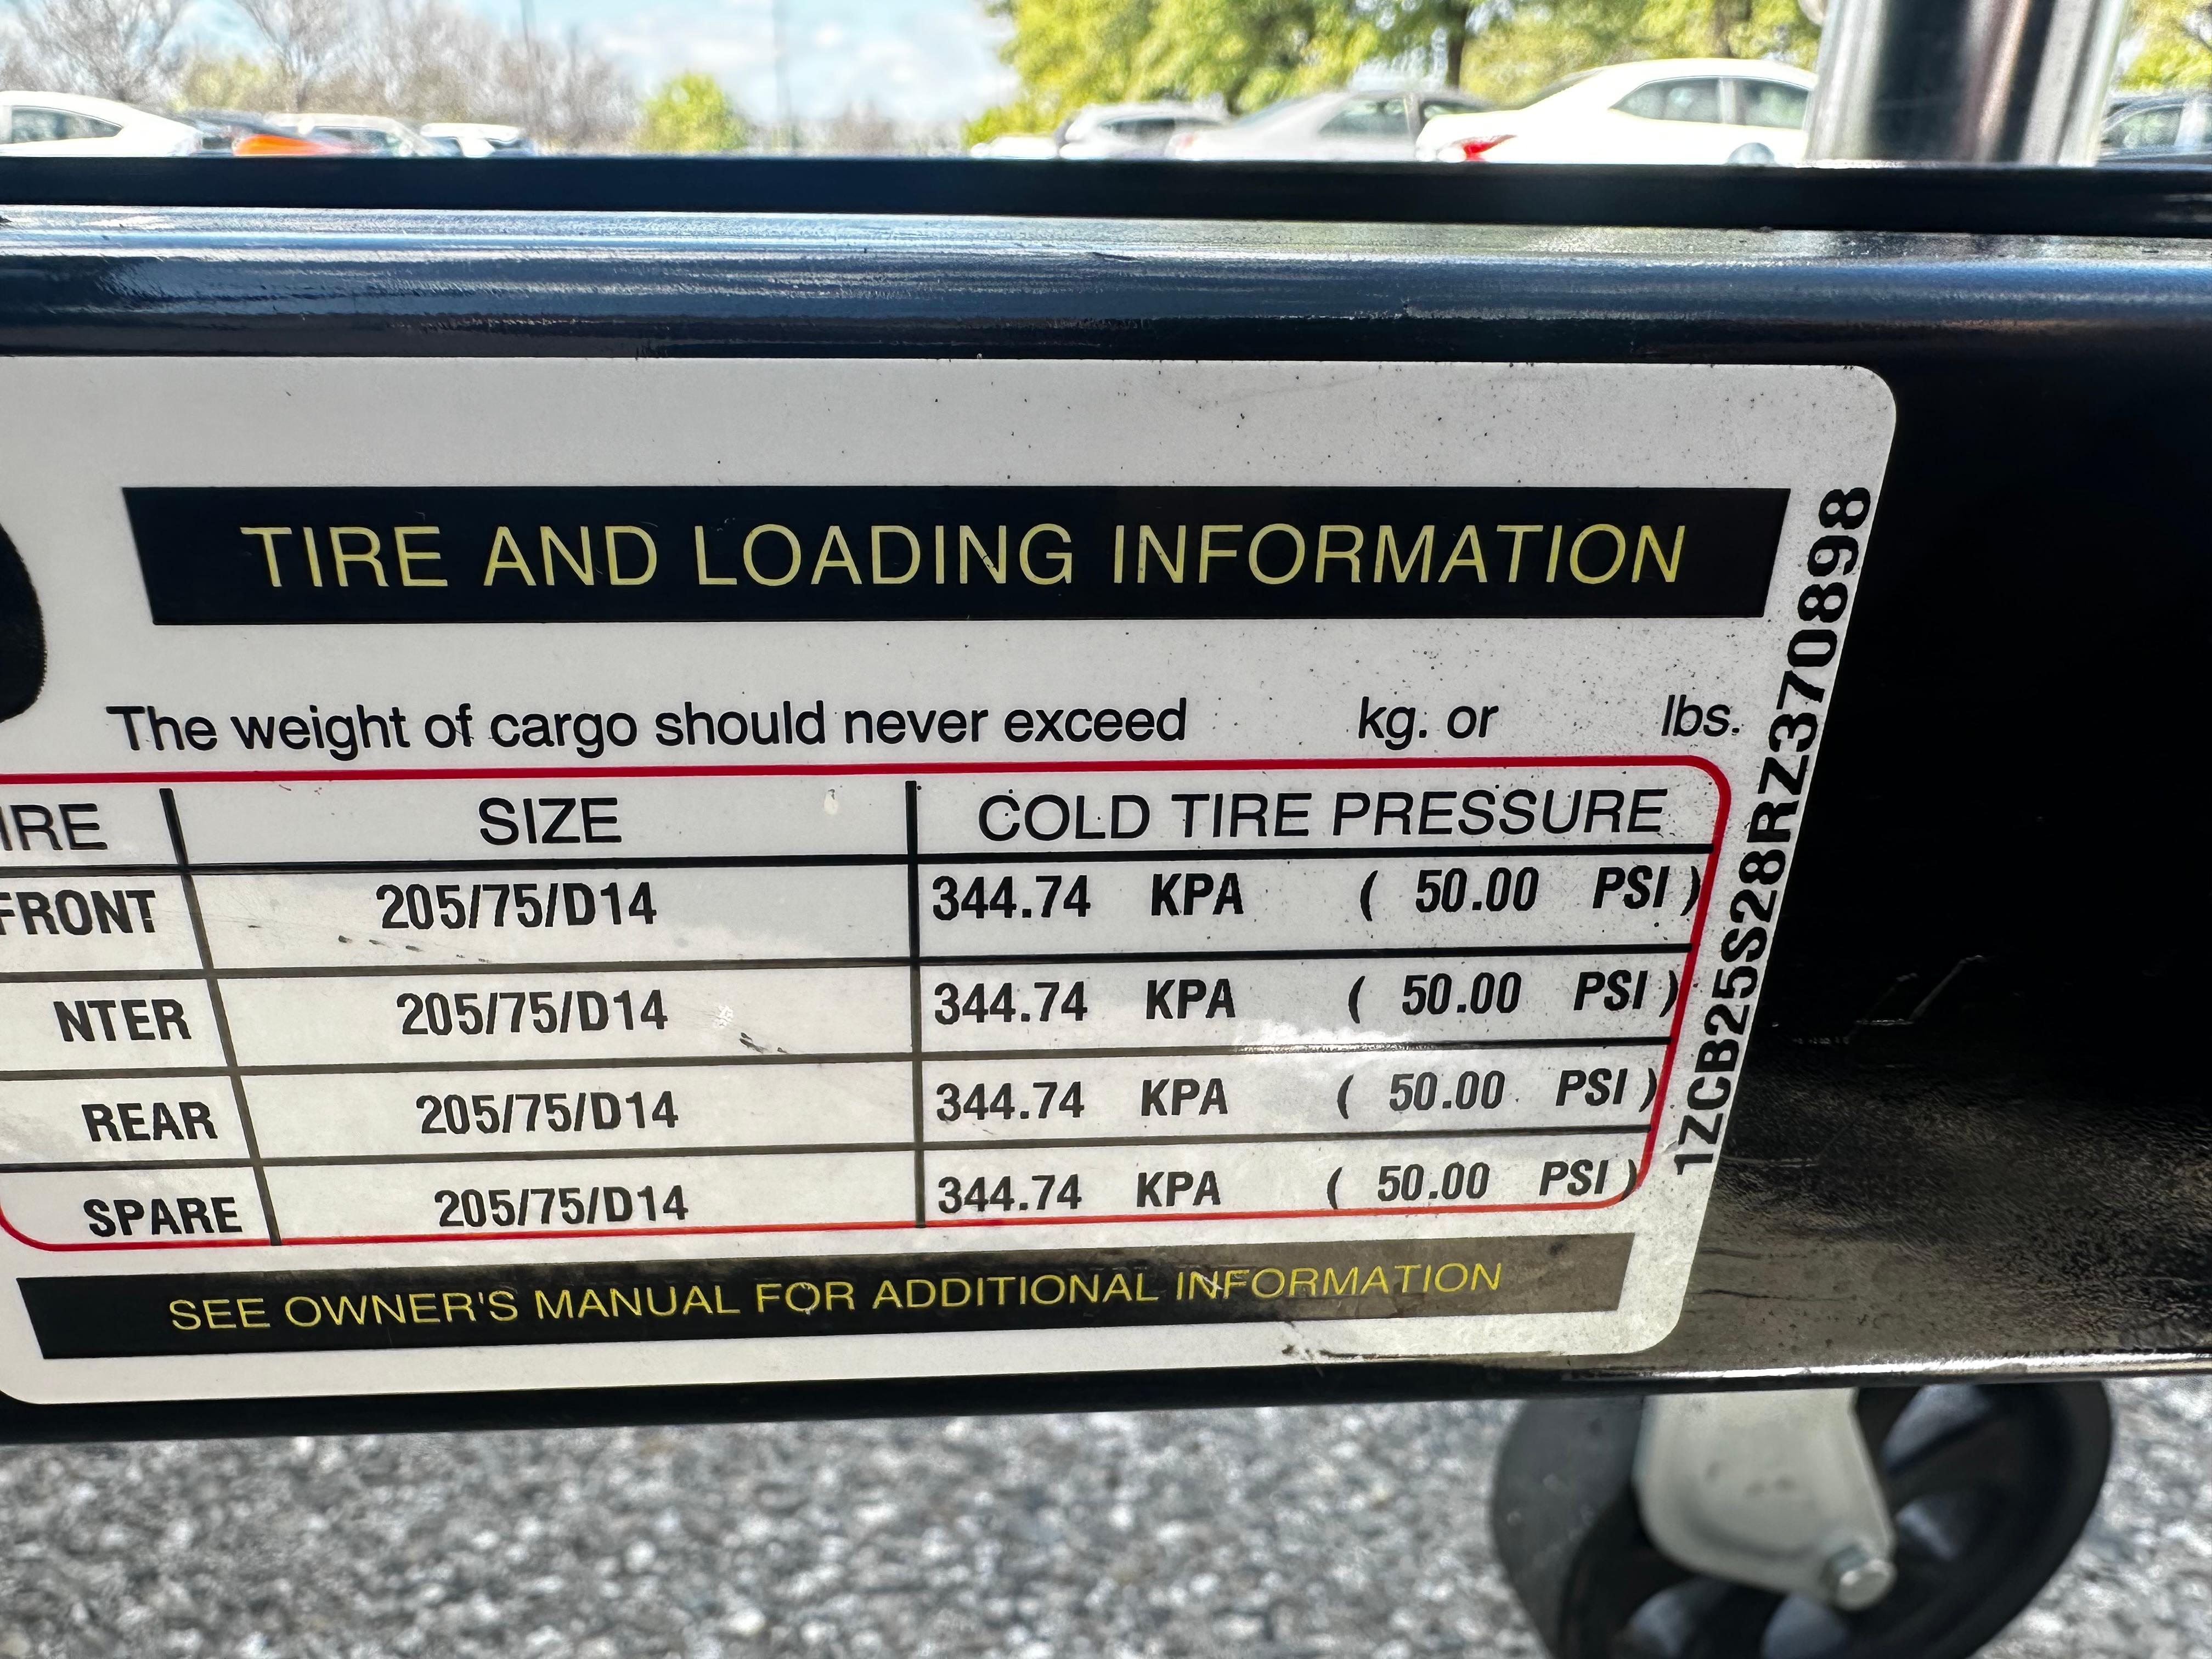 TIRE AND LOADING INFORMATION
The weight of cargo should never exceed kg. or lbs.
IRE SIZE COLD TIRE PRESSURE
FRONT 205/75/D14 344.74 KPA ( 50.00 PSI )
NTER 205/75/D14 344.74 KPA ( 50.00 PSI )
REAR 205/75/D14 344.74 KPA ( 50.00 PSI )
SPARE 205/75/D14 344.74 KPA ( 50.00 PSI )
SEE OWNER'S MANUAL FOR ADDITIONAL INFORMATION
1ZCB25S28RZ370898